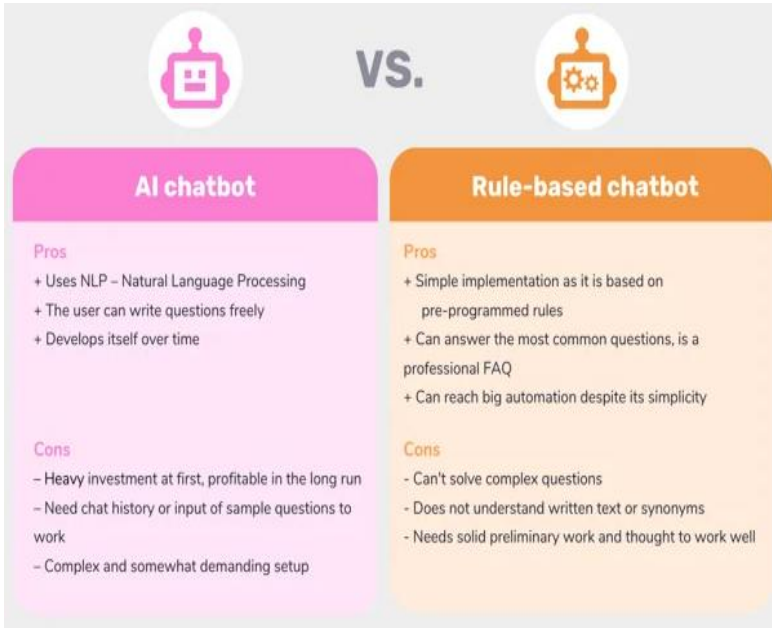 VS.
AI chatbot
Pros
+ Uses NLP – Natural Language Processing
+ The user can write questions freely
+ Develops itself over time
Cons
– Heavy investment at first, profitable in the long run
– Need chat history or input of sample questions to
work
– Complex and somewhat demanding setup
Rule-based chatbot
Pros
+ Simple implementation as it is based on
pre-programmed rules
+ Can answer the most common questions, is a
professional FAQ
+ Can reach big automation despite its simplicity
Cons
- Can't solve complex questions
- Does not understand written text or synonyms
- Needs solid preliminary work and thought to work well